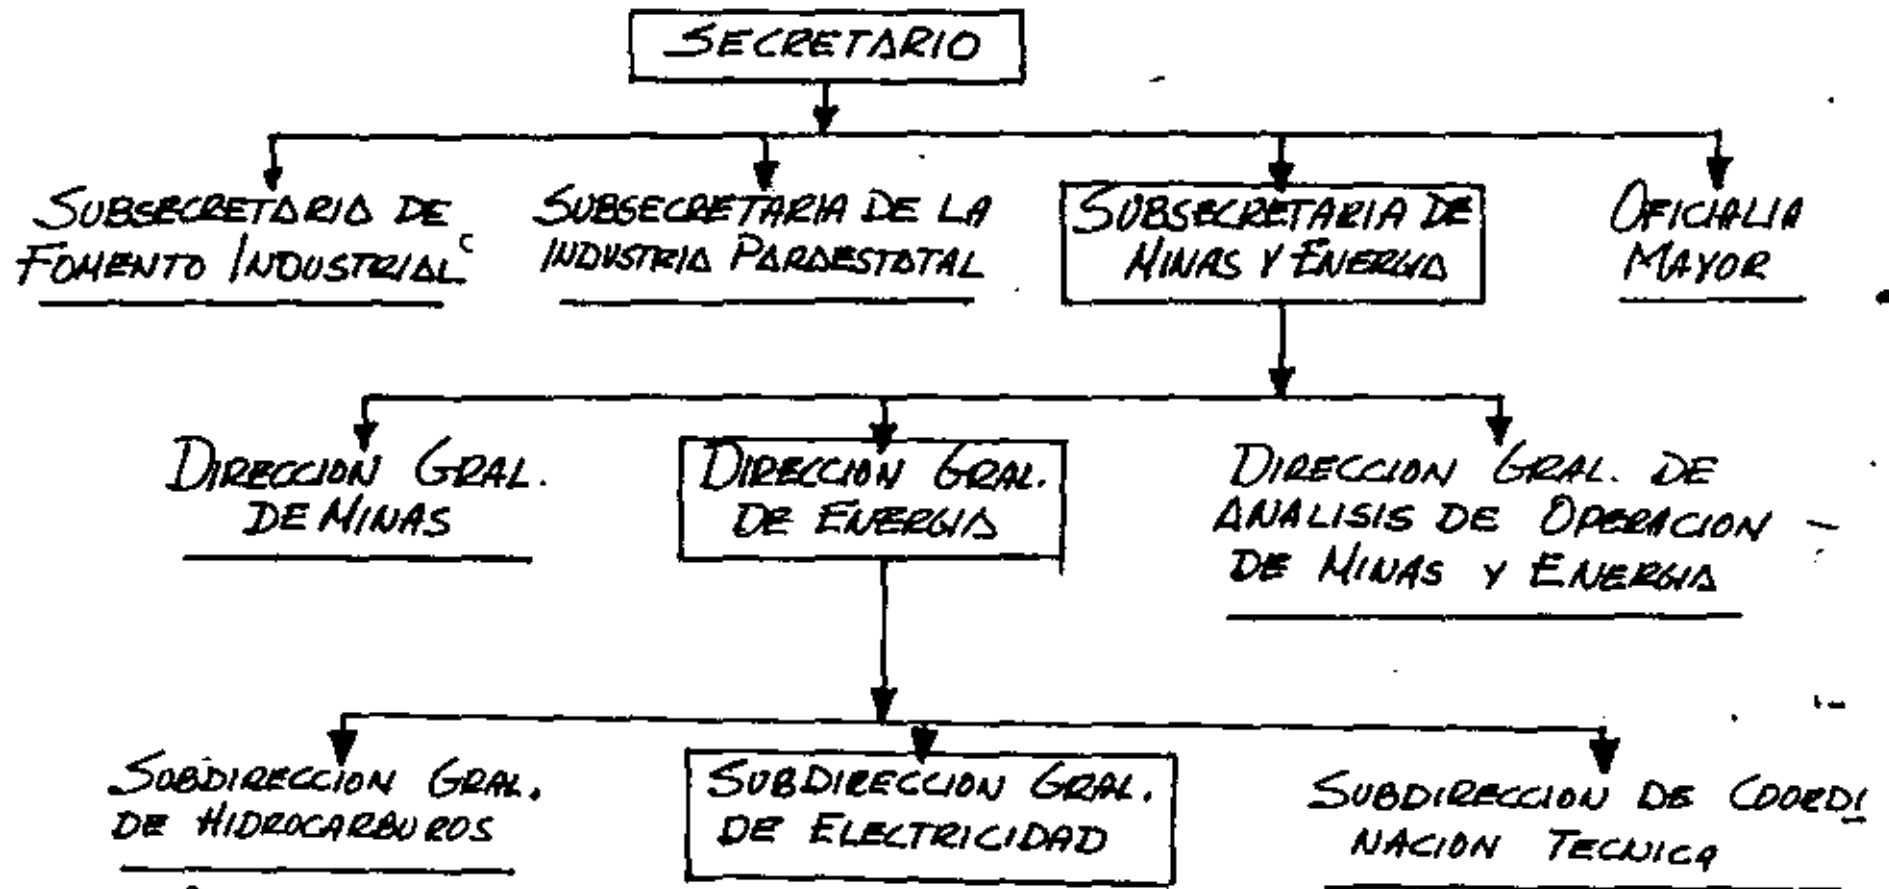 SECRETARIO
SUBSECRETARIA DE
FOMENTO INDUSTRIAL
SUBSECRETARIA DE LA
INDUSTRIA PARAESTATAL
SUBSECRETARIA DE
MINAS Y ENERGIA
OFICIALIA
MAYOR
DIRECCION GRAL.
DE MINAS
DIRECCION GRAL.
DE ENERGIA
DIRECCION GRAL. DE
ANALISIS DE OPERACION
DE MINAS Y ENERGIA
SUBDIRECCION GRAL.
DE HIDROCARBUROS
SUBDIRECCION GRAL.
DE ELECTRICIDAD
SUBDIRECCION DE COORDI
NACION TECNICA